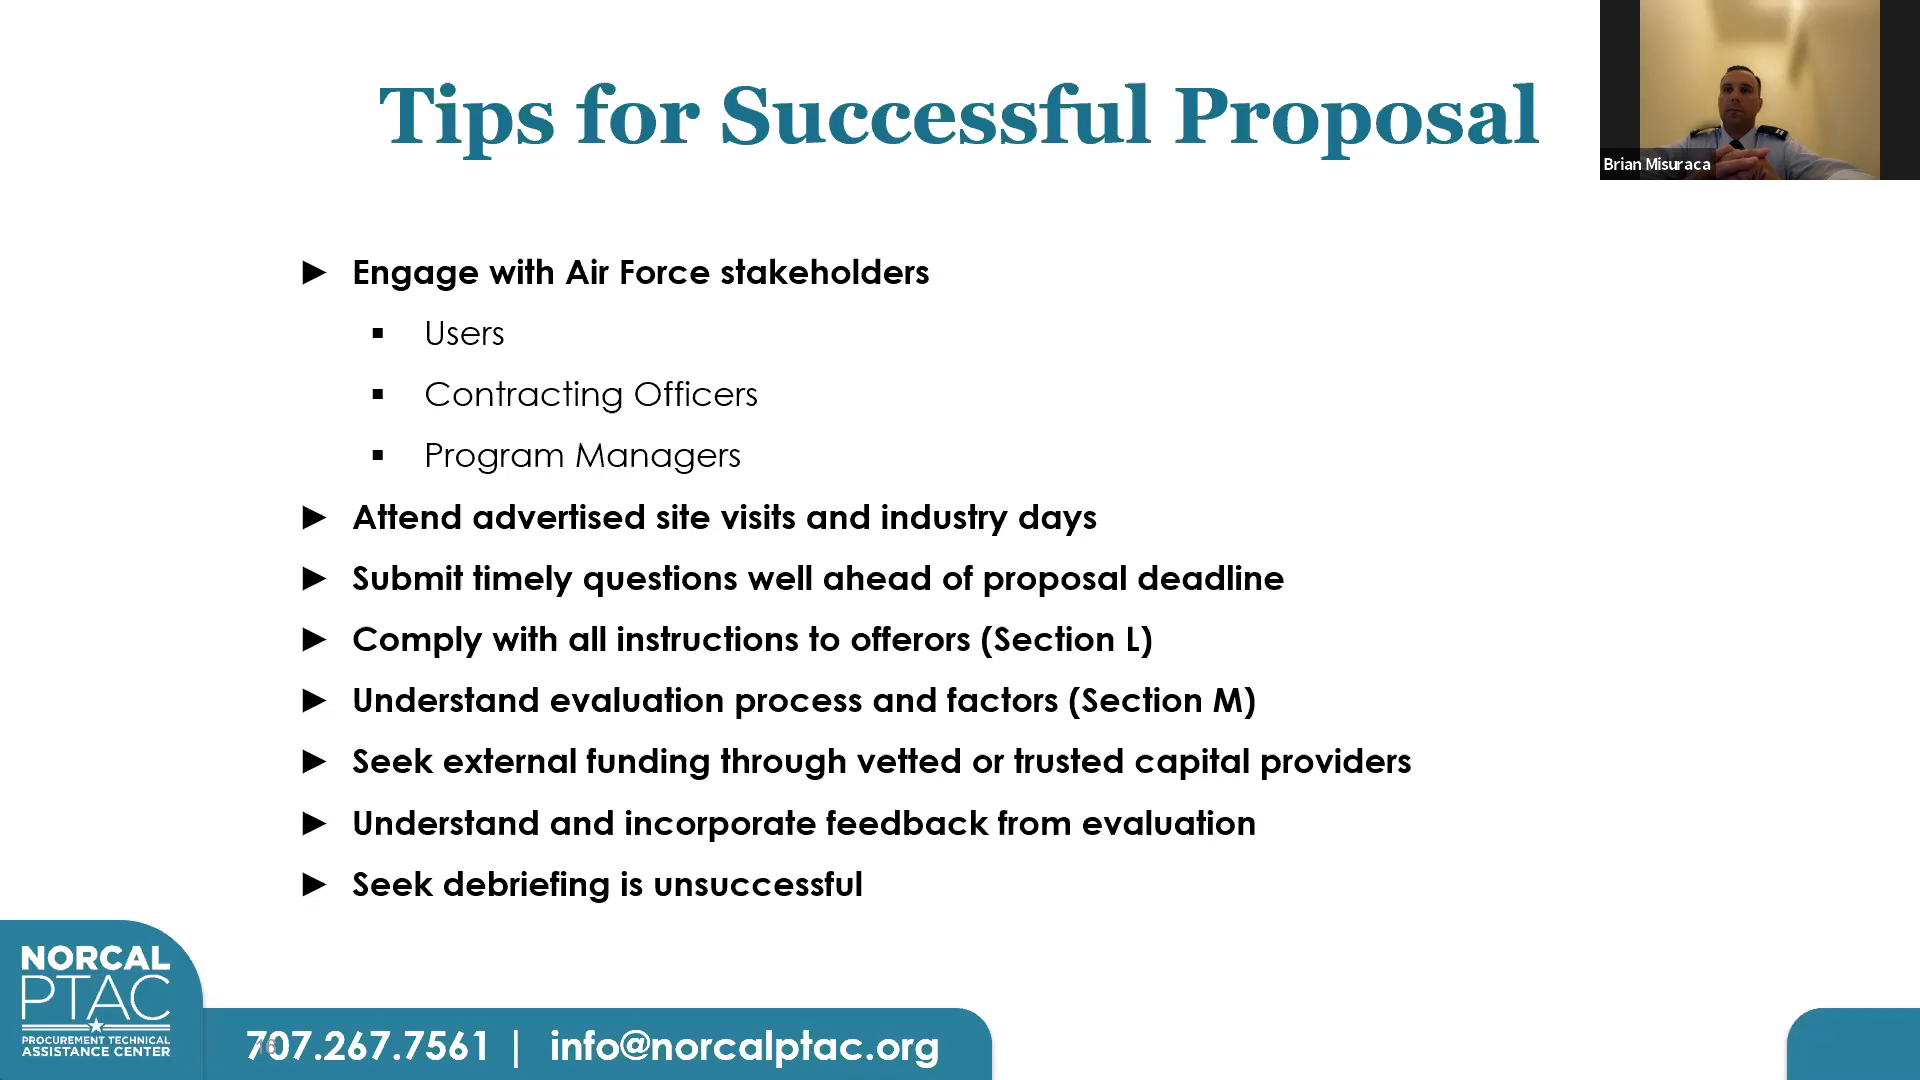 Tips for Successful Proposal
Brian Misuraca
► Engage with Air Force stakeholders
▪ Users
▪ Contracting Officers
▪ Program Managers
► Attend advertised site visits and industry days
► Submit timely questions well ahead of proposal deadline
► Comply with all instructions to offerors (Section L)
► Understand evaluation process and factors (Section M)
► Seek external funding through vetted or trusted capital providers
► Understand and incorporate feedback from evaluation
► Seek debriefing is unsuccessful
NORCAL
PTAC
PROCUREMENT TECHNICAL
ASSISTANCE CENTER
16
707.267.7561 | info@norcalptac.org